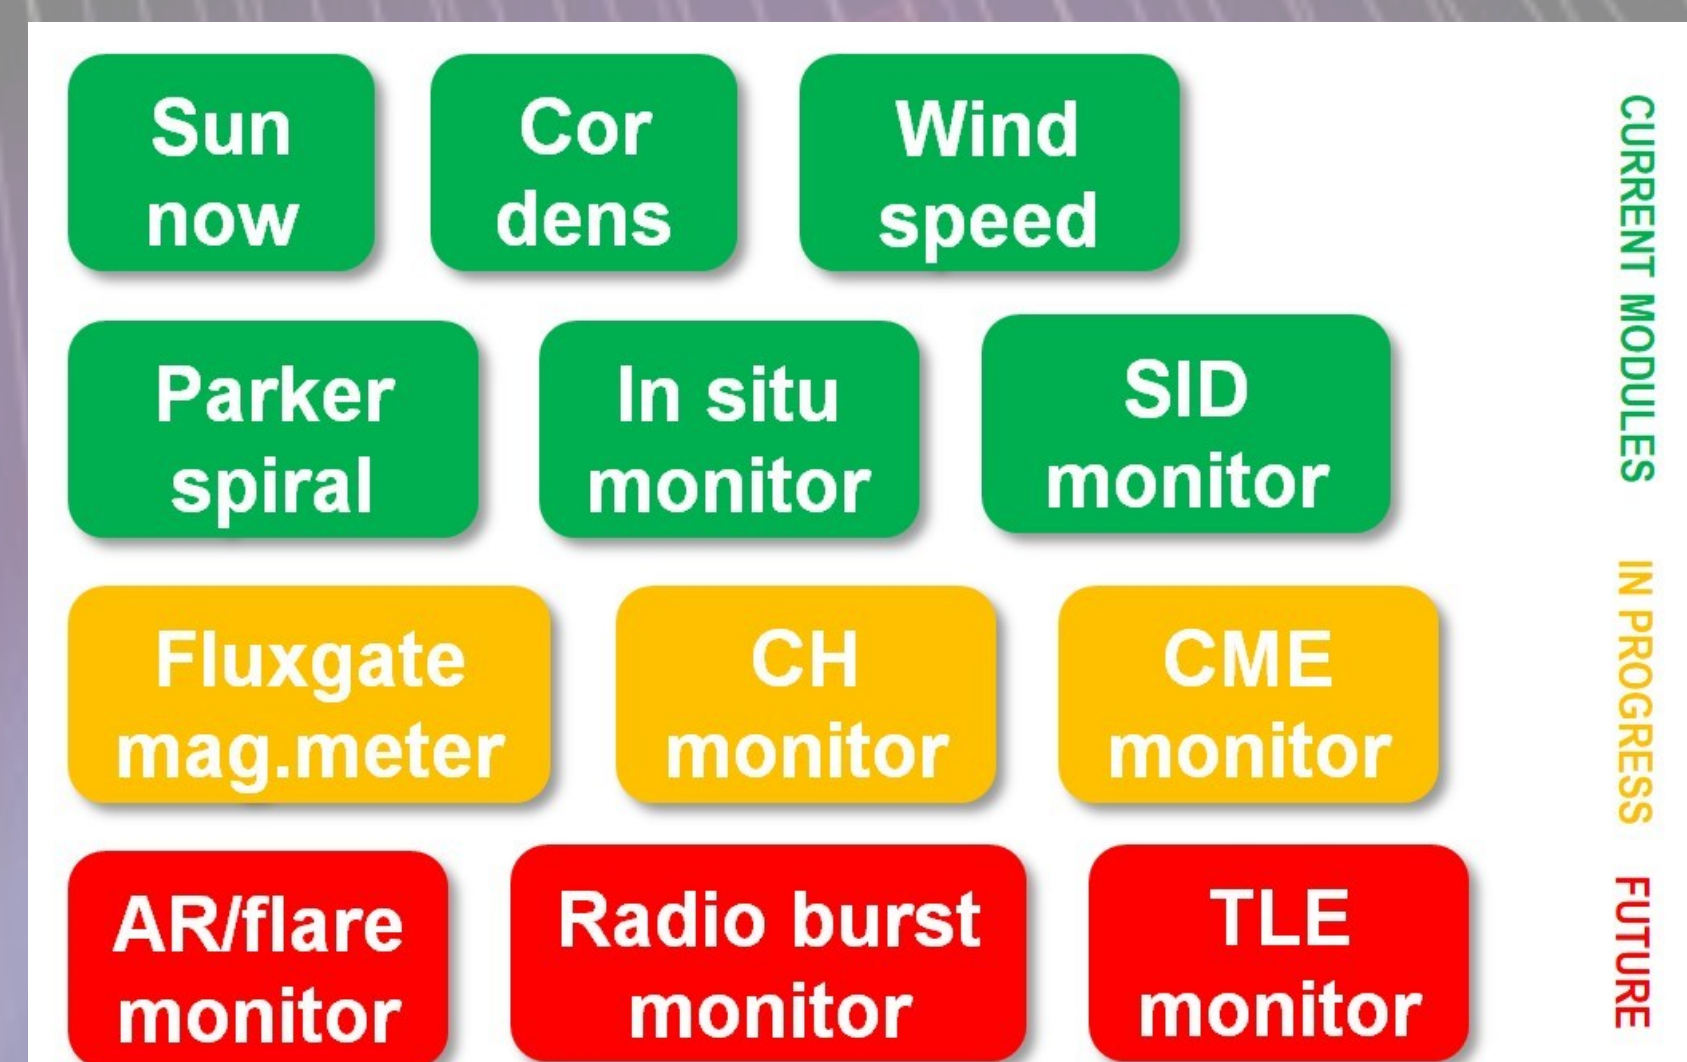 Sun
now
Cor
dens
Wind
speed
Parker
spiral
In situ
monitor
SID
monitor
Fluxgate
mag.meter
CH
monitor
CME
monitor
AR/flare
monitor
Radio burst
monitor
TLE
monitor
CURRENT MODULES
IN PROGRESS
FUTURE